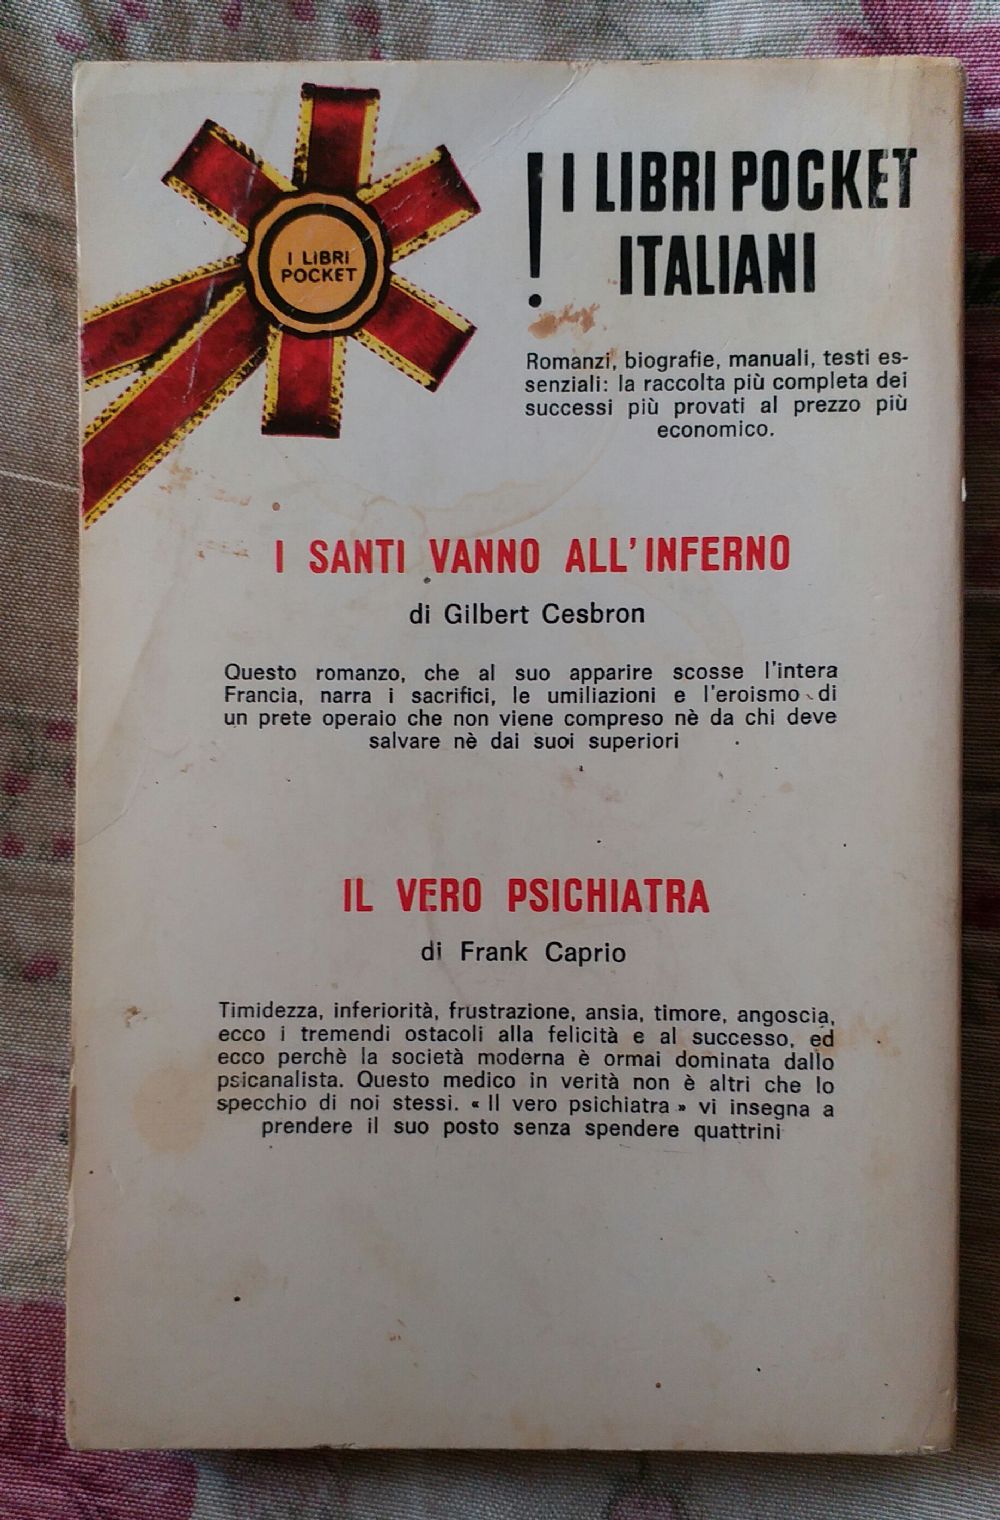 I LIBRI
POCKET
! I LIBRI POCKET
ITALIANI
Romanzi, biografie, manuali, testi es-
senziali: la raccolta più completa dei
successi più provati al prezzo più
economico.
I SANTI VANNO ALL'INFERNO
di Gilbert Cesbron
Questo romanzo, che al suo apparire scosse l'intera
Francia, narra i sacrifici, le umiliazioni e l'eroismo di
un prete operaio che non viene compreso nè da chi deve
salvare nè dai suoi superiori
IL VERO PSICHIATRA
di Frank Caprio
Timidezza, inferiorità, frustrazione, ansia, timore, angoscia,
ecco i tremendi ostacoli alla felicità e al successo, ed
ecco perchè la società moderna è ormai dominata dallo
psicanalista. Questo medico in verità non è altri che lo
specchio di noi stessi. « Il vero psichiatra » vi insegna a
prendere il suo posto senza spendere quattrini